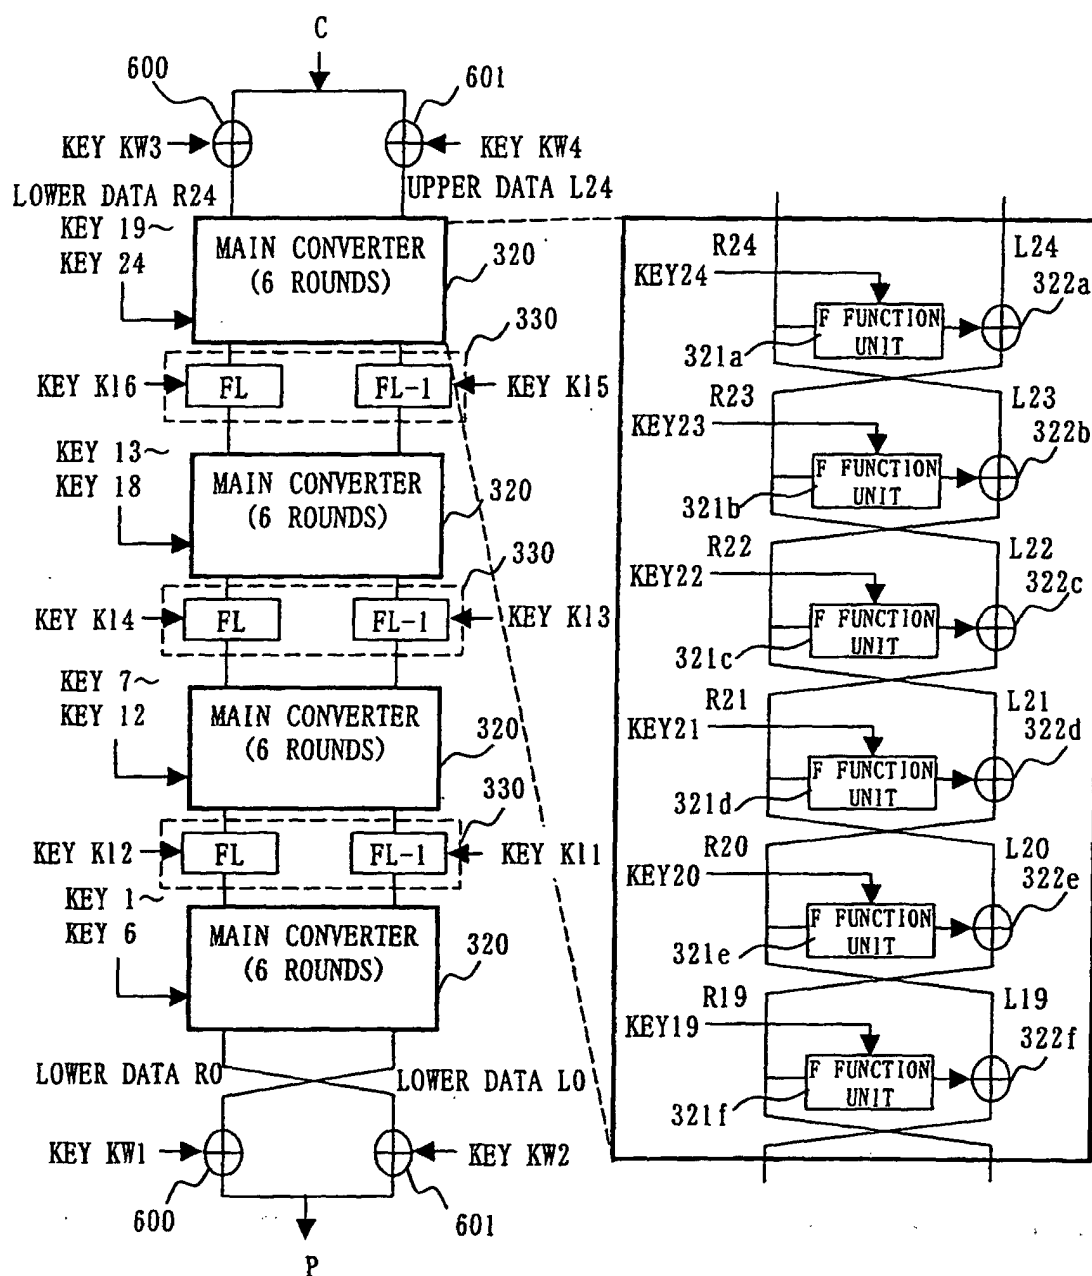 C
600
601
KEY KW3
KEY KW4
LOWER DATA R24
UPPER DATA L24
KEY 19~
KEY 24
MAIN CONVERTER
(6 ROUNDS)
320
330
KEY K16
FL
FL-1
KEY K15
KEY 13~
KEY 18
MAIN CONVERTER
(6 ROUNDS)
320
330
KEY K14
FL
FL-1
KEY K13
KEY 7~
KEY 12
MAIN CONVERTER
(6 ROUNDS)
320
330
KEY K12
FL
FL-1
KEY K11
KEY 1~
KEY 6
MAIN CONVERTER
(6 ROUNDS)
320
LOWER DATA R0
LOWER DATA L0
KEY KW1
KEY KW2
600
601
P
R24
L24
KEY24
322a
F FUNCTION
UNIT
321a
R23
L23
KEY23
322b
F FUNCTION
UNIT
321b
R22
L22
KEY22
322c
F FUNCTION
UNIT
321c
R21
L21
KEY21
322d
F FUNCTION
UNIT
321d
R20
L20
KEY20
322e
F FUNCTION
UNIT
321e
R19
L19
KEY19
322f
F FUNCTION
UNIT
321f